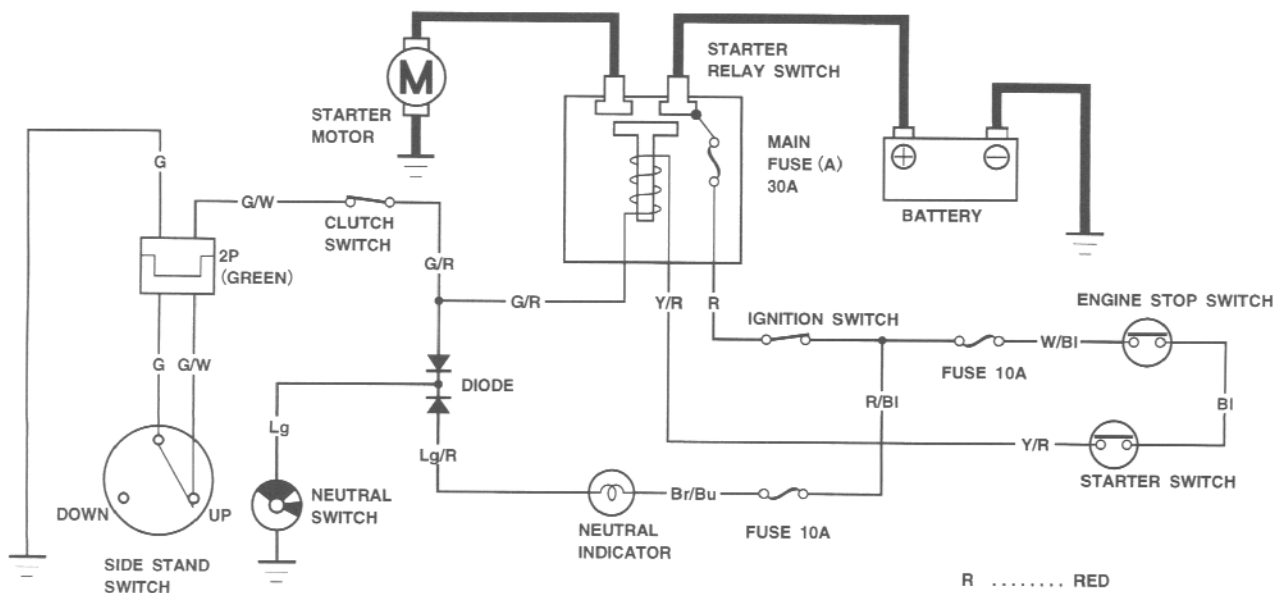 STARTER
RELAY SWITCH
M
STARTER
MOTOR
MAIN
FUSE (A)
30A
BATTERY
G
G/W
CLUTCH
SWITCH
2P
(GREEN)
G/R
G/R
Y/R
R
IGNITION SWITCH
ENGINE STOP SWITCH
W/Bl
FUSE 10A
G
G/W
DIODE
R/Bl
Bl
Lg
Lg/R
Y/R
STARTER SWITCH
DOWN
UP
NEUTRAL
SWITCH
Br/Bu
NEUTRAL
INDICATOR
FUSE 10A
SIDE STAND
SWITCH
R ........ RED